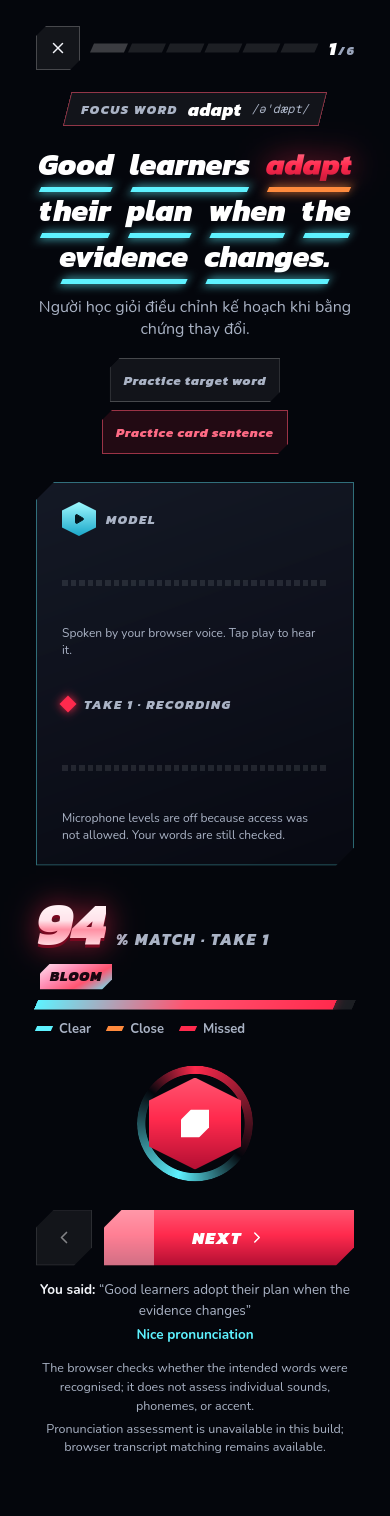 1/6
FOCUS WORD adapt /əˈdæpt/
Good learners adapt
their plan when the
evidence changes.
Người học giỏi điều chỉnh kế hoạch khi bằng
chứng thay đổi.
Practice target word
Practice card sentence
MODEL
Spoken by your browser voice. Tap play to hear
it.
TAKE 1 · RECORDING
Microphone levels are off because access was
not allowed. Your words are still checked.
94 % MATCH · TAKE 1
BLOOM
Clear Close Missed
NEXT
You said: “Good learners adopt their plan when the
evidence changes”
Nice pronunciation
The browser checks whether the intended words were
recognised; it does not assess individual sounds,
phonemes, or accent.
Pronunciation assessment is unavailable in this build;
browser transcript matching remains available.